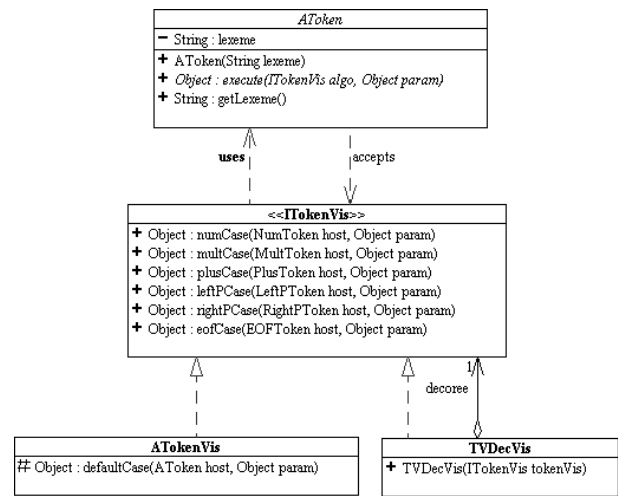 AToken
− String : lexeme
+ AToken(String lexeme)
+ Object : execute(ITokenVis algo, Object param)
+ String : getLexeme()
uses
accepts
<<ITokenVis>>
+ Object : numCase(NumToken host, Object param)
+ Object : multCase(MultToken host, Object param)
+ Object : plusCase(PlusToken host, Object param)
+ Object : leftPCase(LeftPToken host, Object param)
+ Object : rightPCase(RightPToken host, Object param)
+ Object : eofCase(EOFToken host, Object param)
1
decoree
ATokenVis
# Object : defaultCase(AToken host, Object param)
TVDecVis
+ TVDecVis(ITokenVis tokenVis)